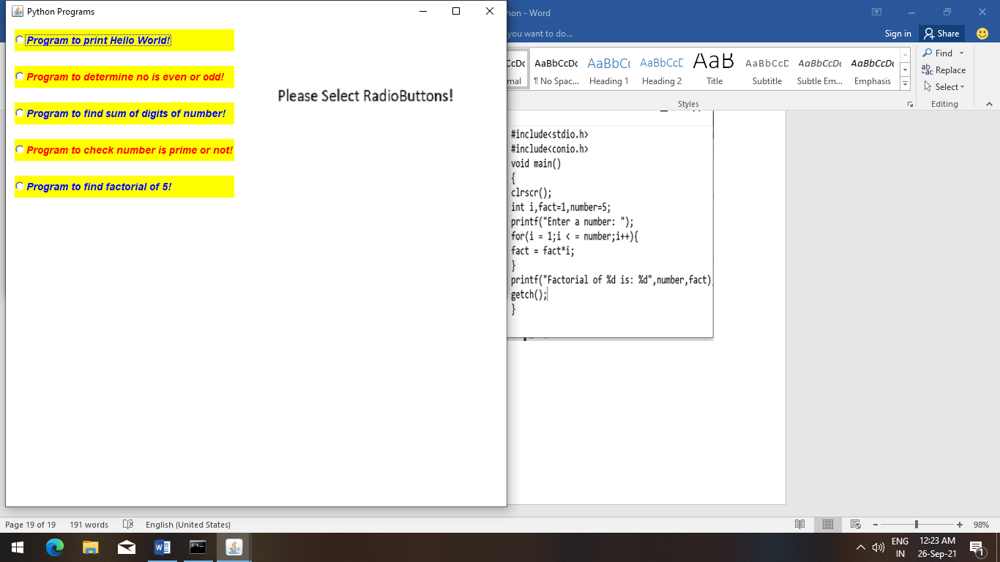 Python Programs
Program to print Hello World!
Program to determine no is even or odd!
Program to find sum of digits of number!
Program to check number is prime or not!
Program to find factorial of 5!
Please Select RadioButtons!
- Word
you want to do...
Sign in
Share
AaBbCcDc
AaBbCc
AaBbCcD
AaB
AaBbCcD
AaBbCcDc
AaBbCcDc
¶ No Spac...
Heading 1
Heading 2
Title
Subtitle
Subtle Em...
Emphasis
Styles
Find
Replace
Select
Editing
#include<stdio.h>
#include<conio.h>
void main()
{
clrscr();
int i,fact=1,number=5;
printf("Enter a number: ");
for(i = 1;i < = number;i++){
fact = fact*i;
}
printf("Factorial of %d is: %d",number,fact)
getch();
}
Page 19 of 19
191 words
English (United States)
98%
ENG
IN
12:23 AM
26-Sep-21
1